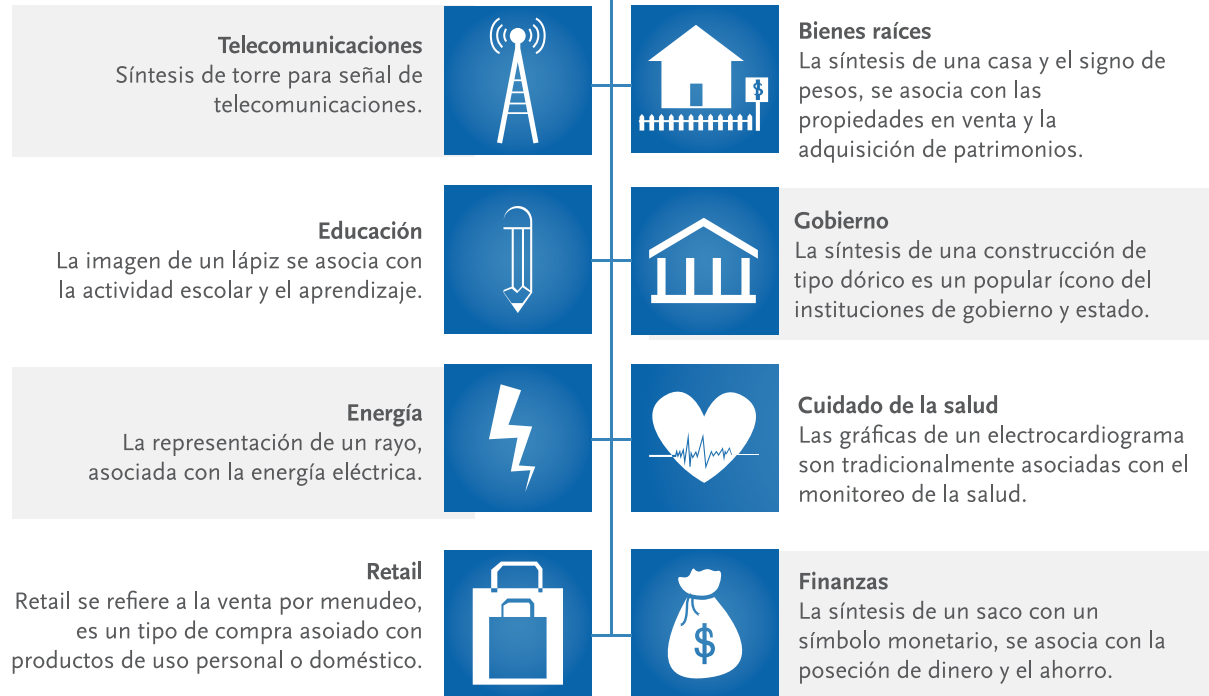 Telecomunicaciones
Síntesis de torre para señal de
telecomunicaciones.
Bienes raíces
La síntesis de una casa y el signo de
pesos, se asocia con las
propiedades en venta y la
adquisición de patrimonios.
$
Educación
La imagen de un lápiz se asocia con
la actividad escolar y el aprendizaje.
Gobierno
La síntesis de una construcción de
tipo dórico es un popular ícono del
instituciones de gobierno y estado.
Energía
La representación de un rayo,
asociada con la energía eléctrica.
Cuidado de la salud
Las gráficas de un electrocardiograma
son tradicionalmente asociadas con el
monitoreo de la salud.
Retail
Retail se refiere a la venta por menudeo,
es un tipo de compra asoiado con
productos de uso personal o doméstico.
Finanzas
La síntesis de un saco con un
símbolo monetario, se asocia con la
poseción de dinero y el ahorro.
$